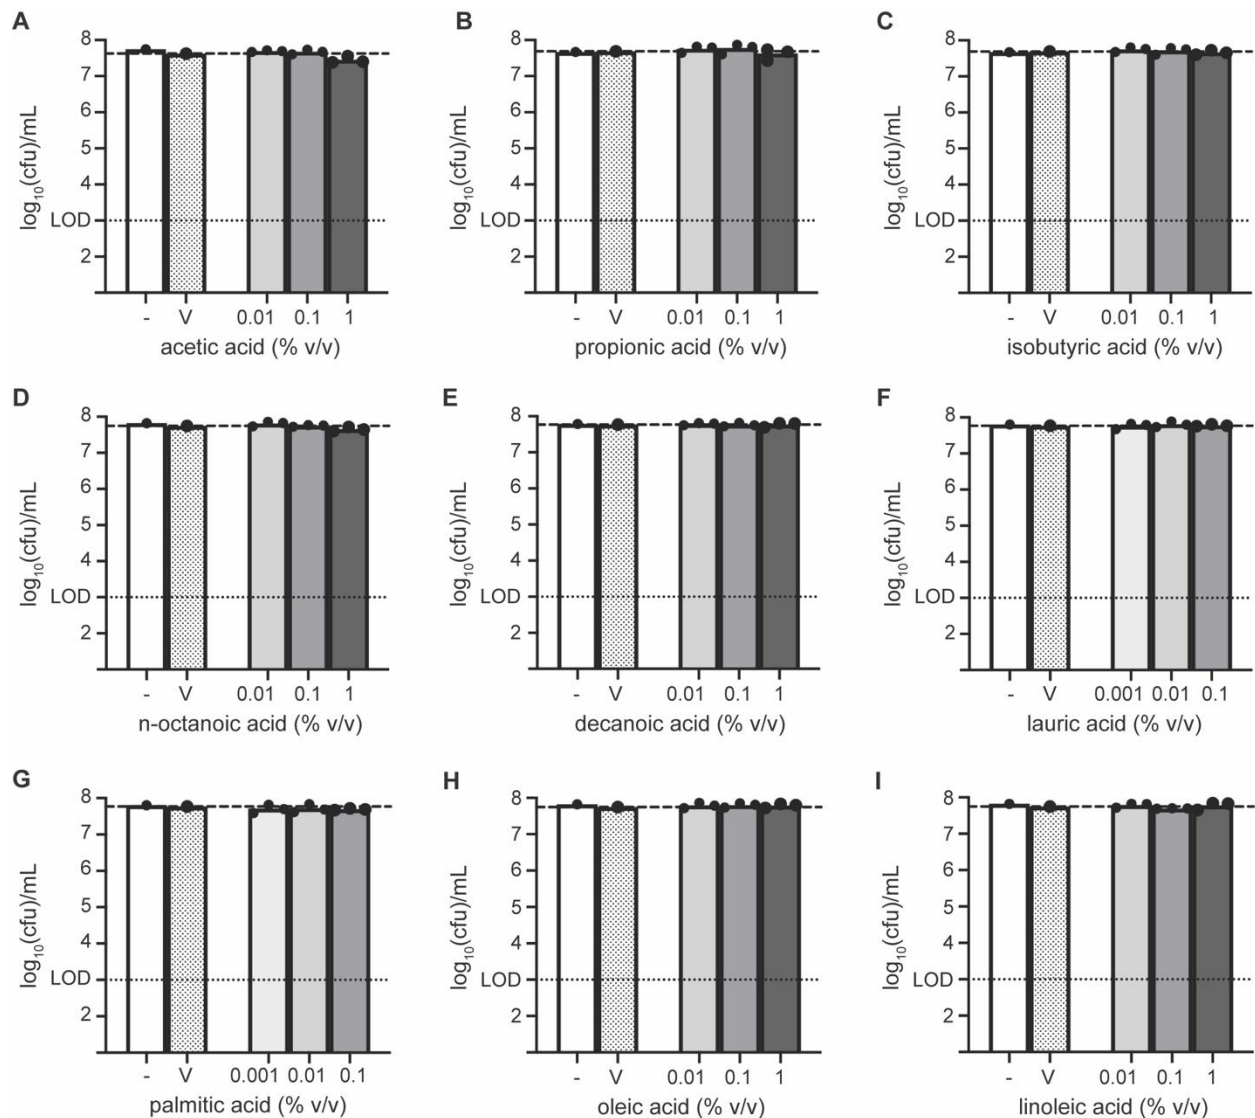 A
8
7
6
5
4
LOD
2
log₁₀(cfu)/mL
- V 0.01 0.1 1
acetic acid (% v/v)
B
8
7
6
5
4
LOD
2
log₁₀(cfu)/mL
- V 0.01 0.1 1
propionic acid (% v/v)
C
8
7
6
5
4
LOD
2
log₁₀(cfu)/mL
- V 0.01 0.1 1
isobutyric acid (% v/v)
D
8
7
6
5
4
LOD
2
log₁₀(cfu)/mL
- V 0.01 0.1 1
n-octanoic acid (% v/v)
E
8
7
6
5
4
LOD
2
log₁₀(cfu)/mL
- V 0.01 0.1 1
decanoic acid (% v/v)
F
8
7
6
5
4
LOD
2
log₁₀(cfu)/mL
- V 0.001 0.01 0.1
lauric acid (% v/v)
G
8
7
6
5
4
LOD
2
log₁₀(cfu)/mL
- V 0.001 0.01 0.1
palmitic acid (% v/v)
H
8
7
6
5
4
LOD
2
log₁₀(cfu)/mL
- V 0.01 0.1 1
oleic acid (% v/v)
I
8
7
6
5
4
LOD
2
log₁₀(cfu)/mL
- V 0.01 0.1 1
linoleic acid (% v/v)